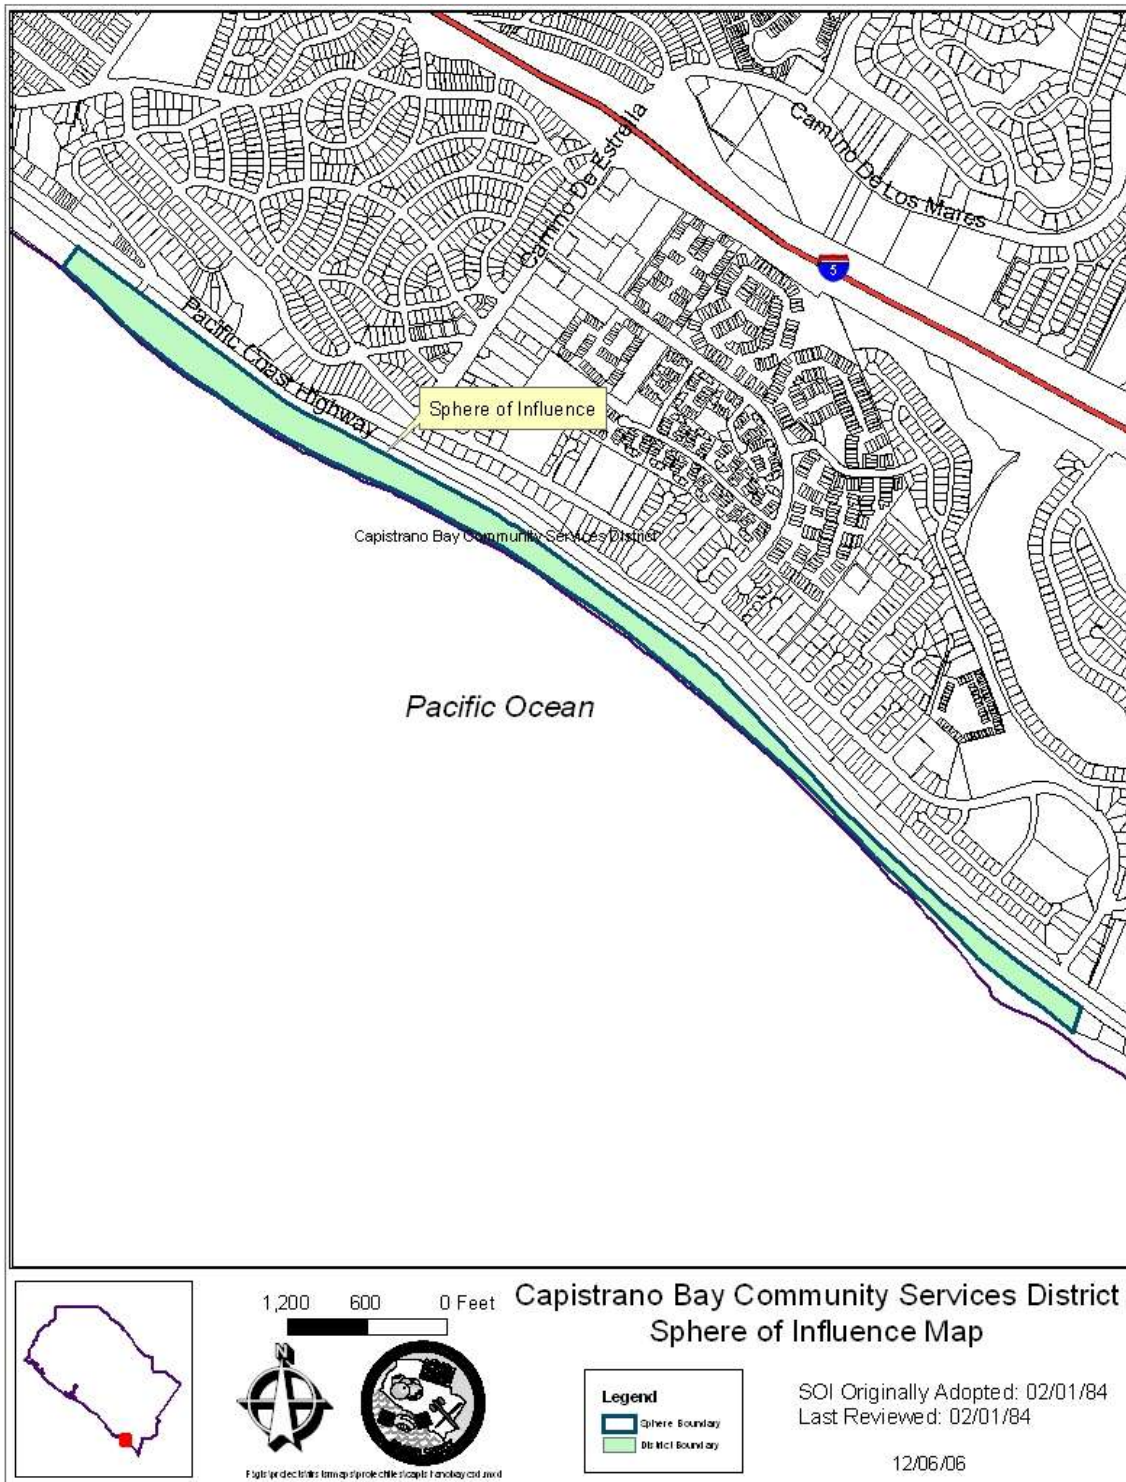 Camino De Estrella
Camino De Los Mares
5
Pacific Coast Highway
Sphere of Influence
Capistrano Bay Community Services District
Pacific Ocean
1,200 600 0 Feet
N
Capistrano Bay Community Services District
Sphere of Influence Map
Legend
Sphere Boundary
District Boundary
SOI Originally Adopted: 02/01/84
Last Reviewed: 02/01/84
12/06/06